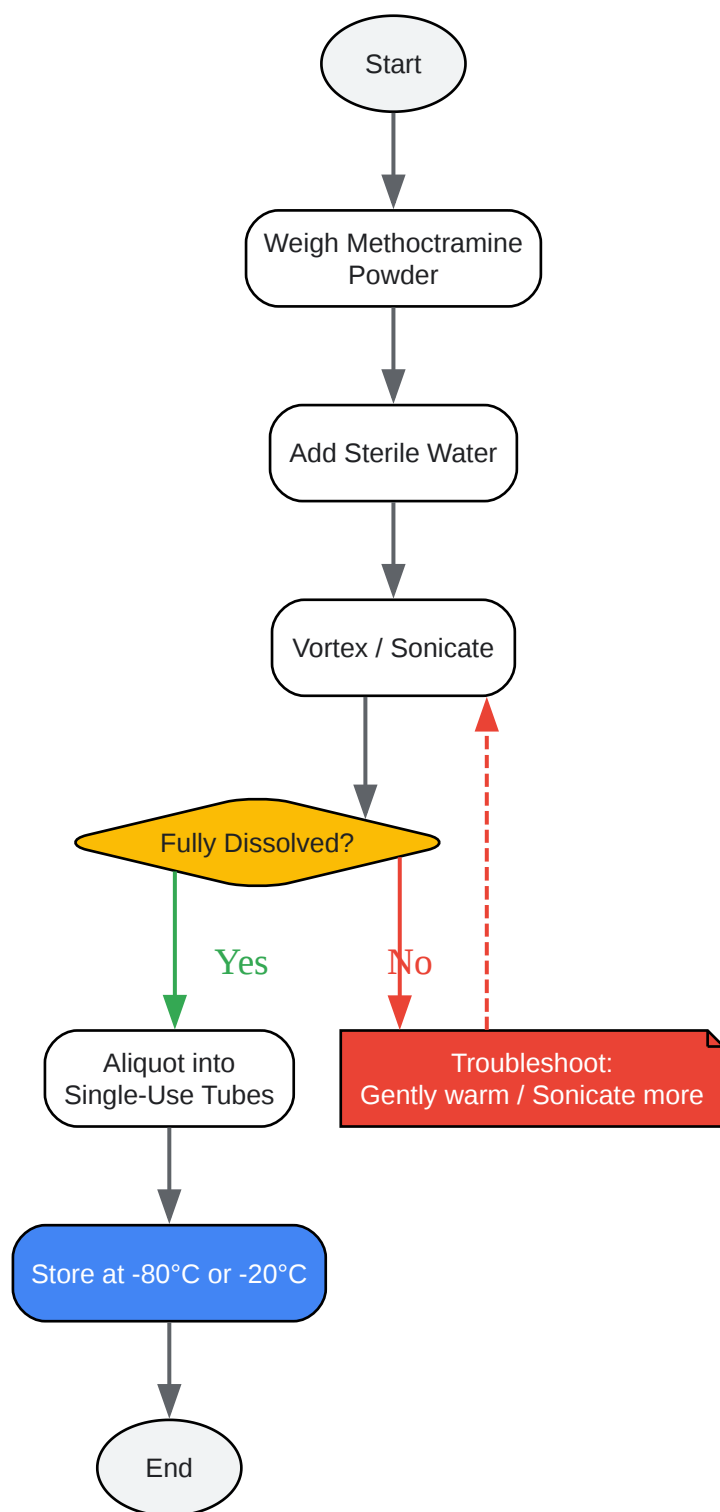 Start
Weigh Methoctramine
Powder
Add Sterile Water
Vortex / Sonicate
Fully Dissolved?
Yes
No
Aliquot into
Single-Use Tubes
Troubleshoot:
Gently warm / Sonicate more
Store at -80°C or -20°C
End